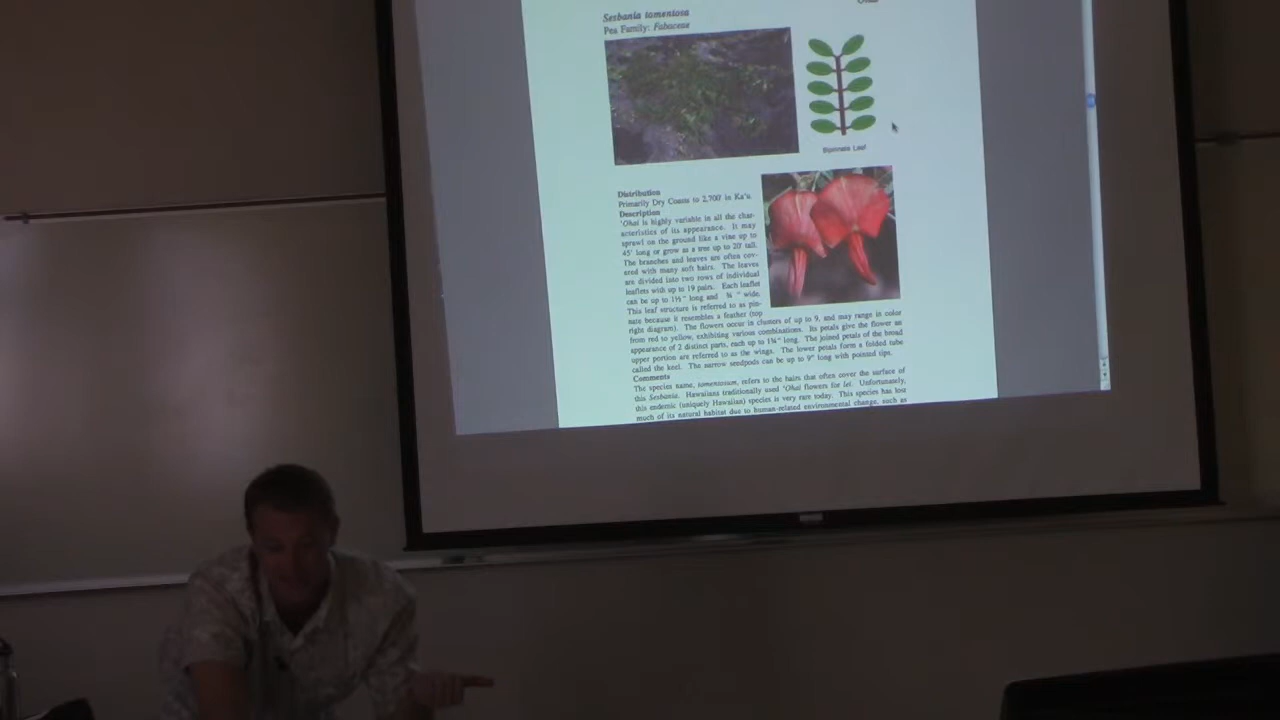 Sesbania tomentosa
Pea Family: Fabaceae
Bipinnate Leaf
Distribution
Primarily Dry Coasts to 2,700' in Ka'u.
Description
'Ohai is highly variable in all the char-
acteristics of its appearance. It may
sprawl on the ground like a vine up to
45' long or grow as a tree up to 20' tall.
The branches and leaves are often cov-
ered with many soft hairs. The leaves
are divided into two rows of individual
leaflets with up to 19 pairs. Each leaflet
can be up to 1½" long and ¾" wide.
This leaf structure is referred to as pin-
nate because it resembles a feather (top
right diagram). The flowers occur in clusters of up to 9, and may range in color
from red to yellow, exhibiting various combinations. Its petals give the flower an
appearance of 2 distinct parts, each up to 1¾" long. The joined petals of the broad
upper portion are referred to as the wings. The lower petals form a folded tube
called the keel. The narrow seedpods can be up to 9" long with pointed tips.
Comments
The species name, tomentosum, refers to the hairs that often cover the surface of
this Sesbania. Hawaiians traditionally used 'Ohai flowers for lei. Unfortunately,
this endemic (uniquely Hawaiian) species is very rare today. This species has lost
much of its natural habitat due to human-related environmental change, such as